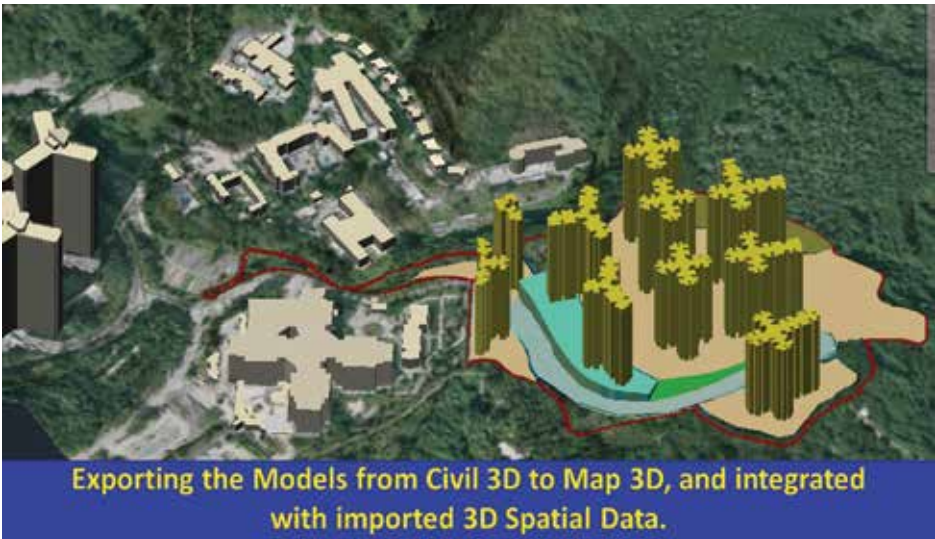 Exporting the Models from Civil 3D to Map 3D, and integrated
with imported 3D Spatial Data.